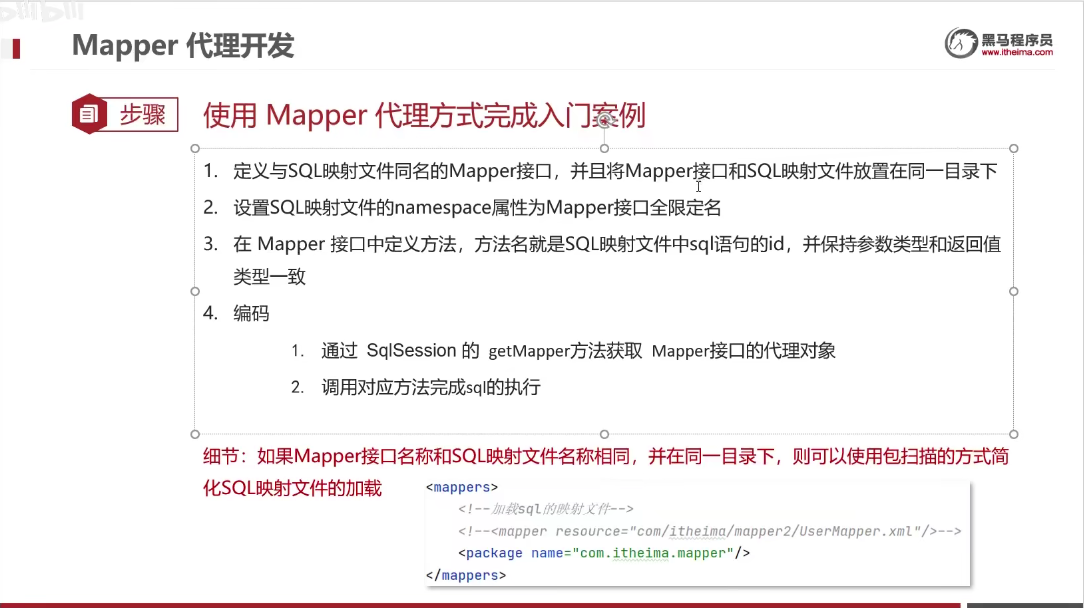 Mapper 代理开发
黑马程序员
www.itheima.com
步骤
使用 Mapper 代理方式完成入门案例
1. 定义与SQL映射文件同名的Mapper接口，并且将Mapper接口和SQL映射文件放置在同一目录下
2. 设置SQL映射文件的namespace属性为Mapper接口全限定名
3. 在 Mapper 接口中定义方法，方法名就是SQL映射文件中sql语句的id，并保持参数类型和返回值
类型一致
4. 编码
1. 通过 SqlSession 的 getMapper方法获取 Mapper接口的代理对象
2. 调用对应方法完成sql的执行
细节：如果Mapper接口名称和SQL映射文件名称相同，并在同一目录下，则可以使用包扫描的方式简
化SQL映射文件的加载
<mappers>
<!--加载sql的映射文件-->
<!--<mapper resource="com/itheima/mapper2/UserMapper.xml"/>-->
<package name="com.itheima.mapper"/>
</mappers>